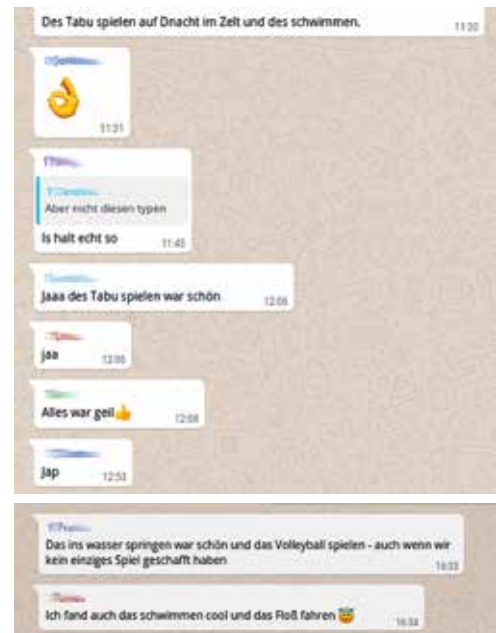 Des Tabu spielen auf Dnacht im Zelt und des schwimmen.
11:30
👌
11:31
Aber nicht diesen typen
Is halt echt so
11:45
Jaaa des Tabu spielen war schön
12:06
jaa
12:06
Alles war geil👍
12:08
Jap
12:53
Das ins wasser springen war schön und das Volleyball spielen - auch wenn wir
kein einziges Spiel geschafft haben
16:33
Ich fand auch das schwimmen cool und das Floß fahren 😇
16:34